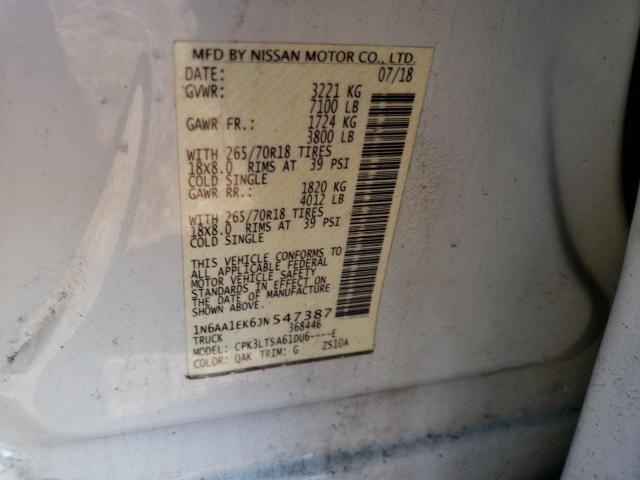 MFD BY NISSAN MOTOR CO., LTD.
DATE: 07/18
GVWR: 3221 KG
7100 LB
GAWR FR.: 1724 KG
3800 LB
WITH 265/70R18 TIRES
18X8.0 RIMS AT 39 PSI
COLD SINGLE
GAWR RR.: 1820 KG
4012 LB
WITH 265/70R18 TIRES
18X8.0 RIMS AT 39 PSI
COLD SINGLE
THIS VEHICLE CONFORMS TO
ALL APPLICABLE FEDERAL
MOTOR VEHICLE SAFETY
STANDARDS IN EFFECT ON THE
DATE OF MANUFACTURE
SHOWN ABOVE.
1N6AA1EK6JN547387
TRUCK 368446
MODEL: CPK3LTSA61DU6----E
COLOR: QAK TRIM: G ZS10A